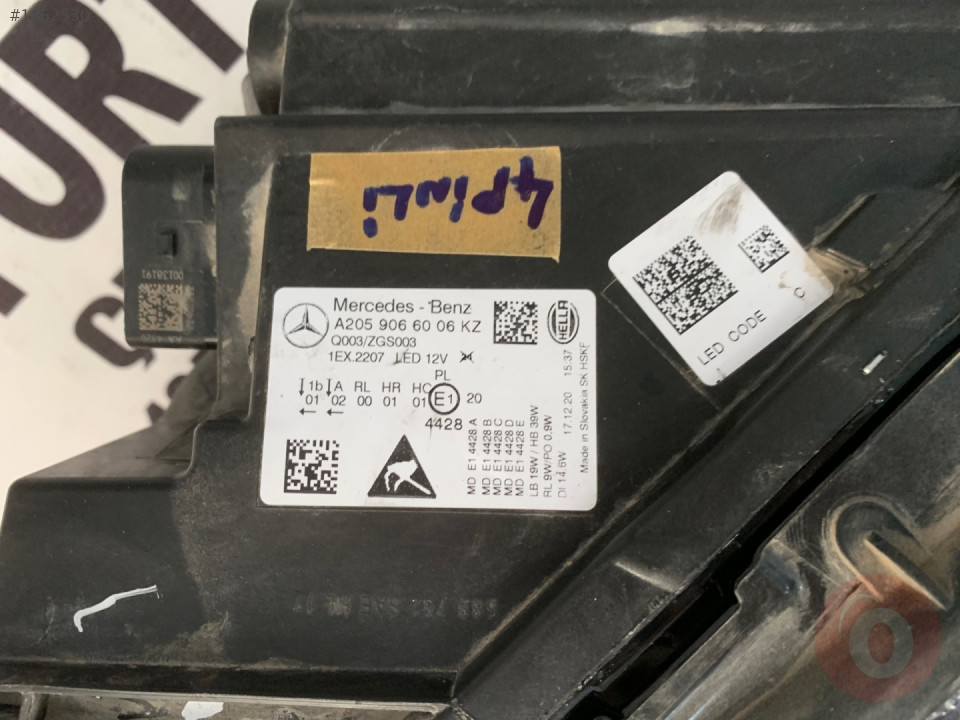 URT
4Pinli
00138191
LED CODE
C
Mercedes - Benz
A205 906 60 06 KZ
Q003/ZGS003
1EX.2207 LED 12V
HELLA
PL
1b A RL HR HC E1 20
01 02 00 01 01
4428
MD E1 4428 A
MD E1 4428 B
MD E1 4428 C
MD E1 4428 D
MD E1 4428 E
LB 19W / HB 39W
RL 9W/PO 0.9W
DI 14.6W 17.12.20 15:37
Made in Slovakia SK HSKF
O